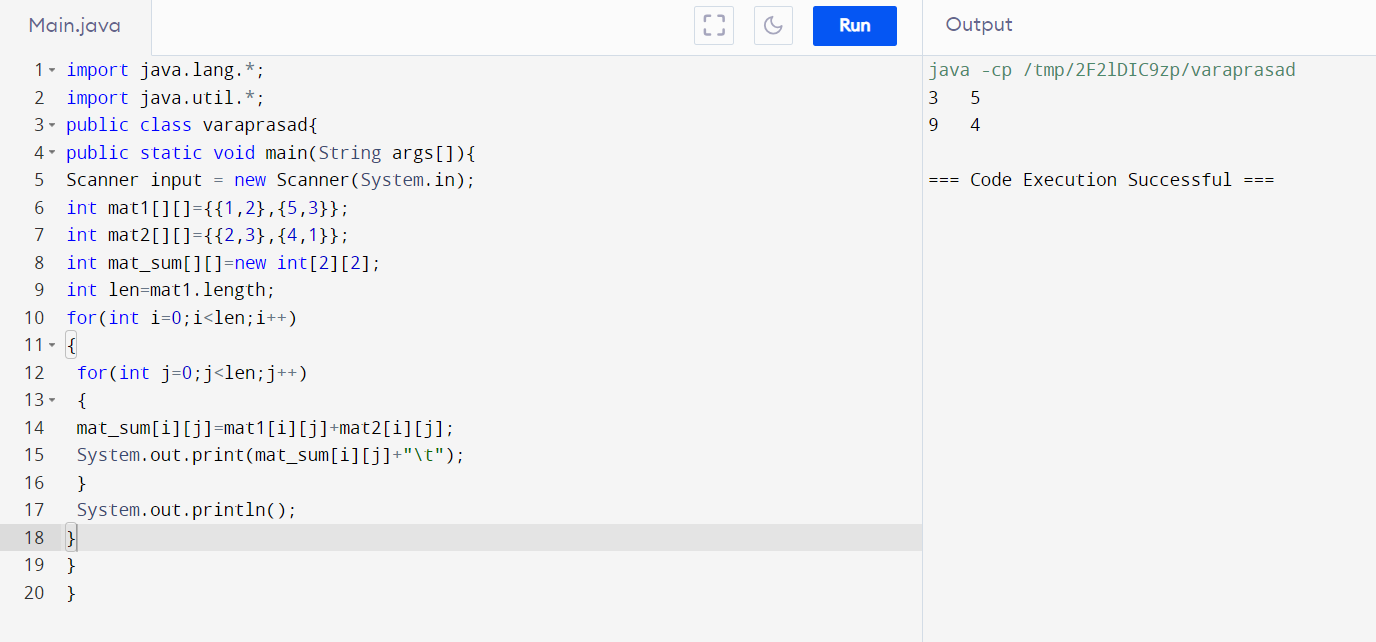 Main.java
Run
Output
1 import java.lang.*;
2 import java.util.*;
3 public class varaprasad{
4 public static void main(String args[]){
5 Scanner input = new Scanner(System.in);
6 int mat1[][]={{1,2},{5,3}};
7 int mat2[][]={{2,3},{4,1}};
8 int mat_sum[][]=new int[2][2];
9 int len=mat1.length;
10 for(int i=0;i<len;i++)
11 {
12  for(int j=0;j<len;j++)
13  {
14  mat_sum[i][j]=mat1[i][j]+mat2[i][j];
15  System.out.print(mat_sum[i][j]+"\t");
16  }
17  System.out.println();
18 }
19 }
20 }
java -cp /tmp/2F2lDIC9zp/varaprasad
3   5
9   4
=== Code Execution Successful ===